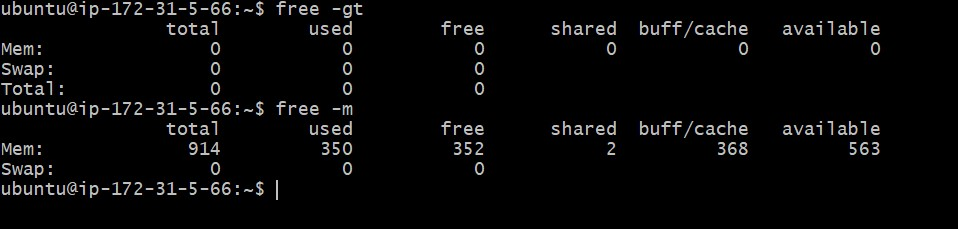 ubuntu@ip-172-31-5-66:~$ free -gt
               total        used        free      shared  buff/cache   available
Mem:               0           0           0           0           0           0
Swap:              0           0           0
Total:             0           0           0
ubuntu@ip-172-31-5-66:~$ free -m
               total        used        free      shared  buff/cache   available
Mem:             914         350         352           2         368         563
Swap:              0           0           0
ubuntu@ip-172-31-5-66:~$